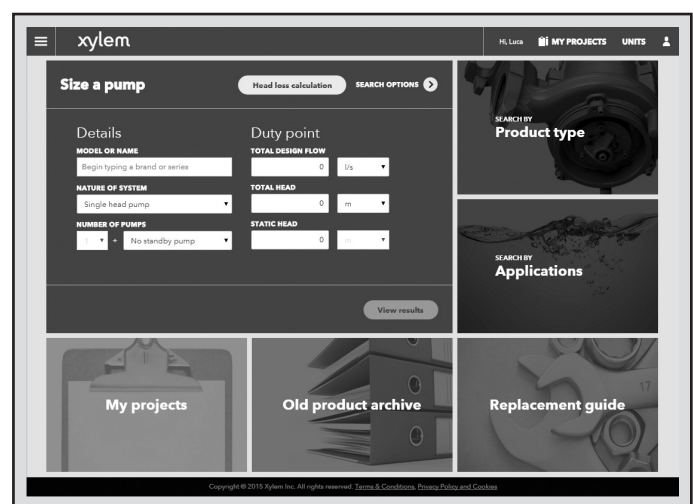 xylem
Hi, Luca MY PROJECTS UNITS
Size a pump
Head loss calculation
SEARCH OPTIONS
Details
MODEL OR NAME
Begin typing a brand or series
NATURE OF SYSTEM
Single head pump
NUMBER OF PUMPS
+ No standby pump
Duty point
TOTAL DESIGN FLOW
0 l/s
TOTAL HEAD
0 m
STATIC HEAD
0 m
View results
SEARCH BY
Product type
SEARCH BY
Applications
My projects
Old product archive
Replacement guide
17
Copyright © 2015 Xylem Inc. All rights reserved. Terms & Conditions, Privacy Policy and Cookies